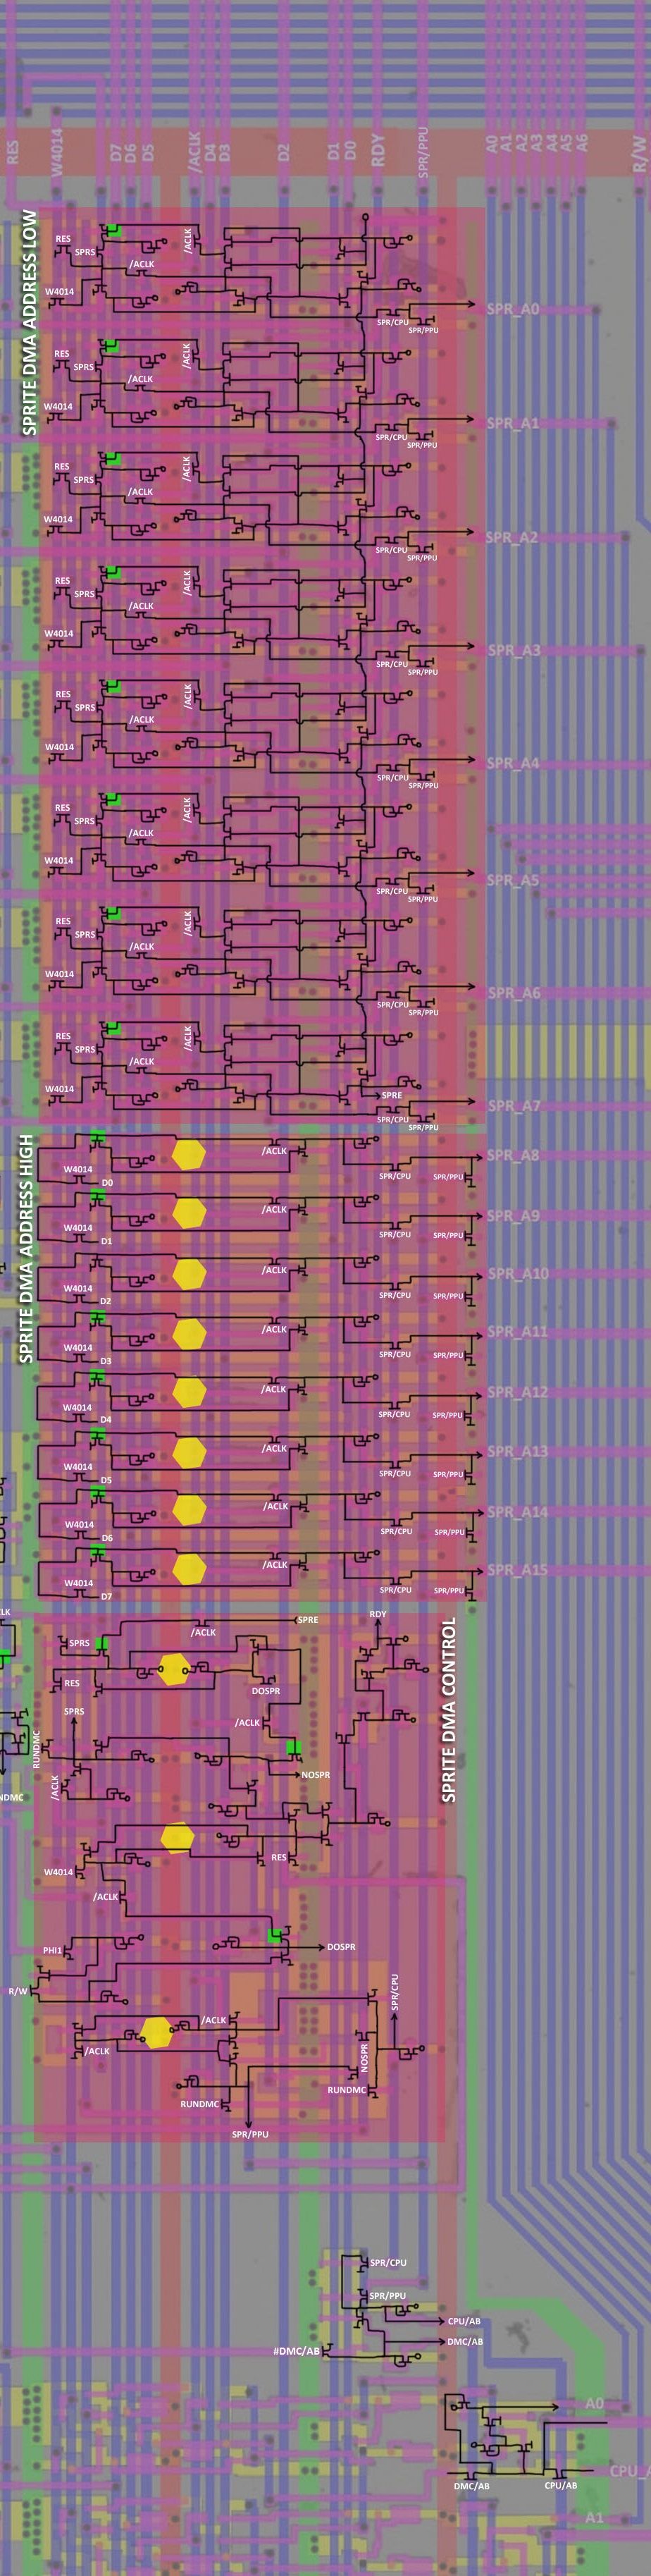 RES
W4014
D7
D6
D5
/ACLK
D4
D3
D2
D1
D0
RDY
SPR/PPU
A0
A1
A2
A3
A4
A5
A6
R/W
SPRITE DMA ADDRESS LOW
RES
SPRS
/ACLK
/ACLK
W4014
SPR/CPU
SPR/PPU
SPR_A0
RES
SPRS
/ACLK
/ACLK
W4014
SPR/CPU
SPR/PPU
SPR_A1
RES
SPRS
/ACLK
/ACLK
W4014
SPR/CPU
SPR/PPU
SPR_A2
RES
SPRS
/ACLK
/ACLK
W4014
SPR/CPU
SPR/PPU
SPR_A3
RES
SPRS
/ACLK
/ACLK
W4014
SPR/CPU
SPR/PPU
SPR_A4
RES
SPRS
/ACLK
/ACLK
W4014
SPR/CPU
SPR/PPU
SPR_A5
RES
SPRS
/ACLK
/ACLK
W4014
SPR/CPU
SPR/PPU
SPR_A6
RES
SPRS
/ACLK
/ACLK
W4014
SPRE
SPR/CPU
SPR/PPU
SPR_A7
SPRITE DMA ADDRESS HIGH
W4014
D0
/ACLK
SPR/CPU
SPR/PPU
SPR_A8
W4014
D1
/ACLK
SPR/CPU
SPR/PPU
SPR_A9
W4014
D2
/ACLK
SPR/CPU
SPR/PPU
SPR_A10
W4014
D3
/ACLK
SPR/CPU
SPR/PPU
SPR_A11
W4014
D4
/ACLK
SPR/CPU
SPR/PPU
SPR_A12
W4014
D5
/ACLK
SPR/CPU
SPR/PPU
SPR_A13
W4014
D6
/ACLK
SPR/CPU
SPR/PPU
SPR_A14
W4014
D7
/ACLK
SPR/CPU
SPR/PPU
SPR_A15
CLK
SPRITE DMA CONTROL
RDY
SPRE
/ACLK
SPRS
RES
DOSPR
SPRS
/ACLK
RUNDMC
/ACLK
NOSPR
NDMC
RES
W4014
/ACLK
PHI1
DOSPR
R/W
SPR/CPU
/ACLK
/ACLK
NOSPR
RUNDMC
RUNDMC
SPR/PPU
SPR/CPU
SPR/PPU
CPU/AB
DMC/AB
#DMC/AB
A0
CPU_A
DMC/AB
CPU/AB
A1